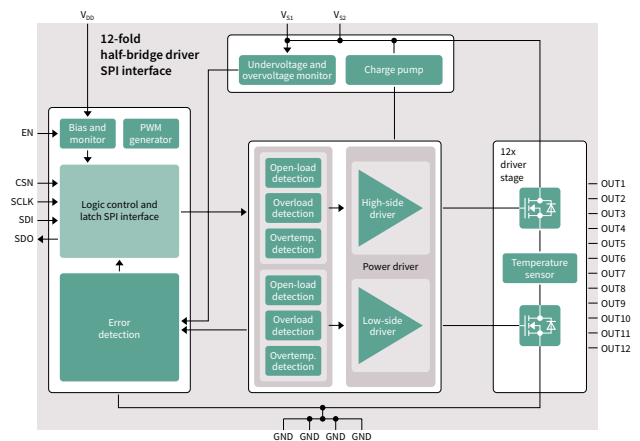 VDD
VS1
VS2
12-fold
half-bridge driver
SPI interface
Undervoltage and
overvoltage monitor
Charge pump
EN
Bias and
monitor
PWM
generator
CSN
SCLK
SDI
SDO
Logic control and
latch SPI interface
Error
detection
Open-load
detection
Overload
detection
Overtemp.
detection
High-side
driver
Power driver
Open-load
detection
Overload
detection
Overtemp.
detection
Low-side
driver
12x
driver
stage
Temperature
sensor
OUT1
OUT2
OUT3
OUT4
OUT5
OUT6
OUT7
OUT8
OUT9
OUT10
OUT11
OUT12
GND GND GND GND